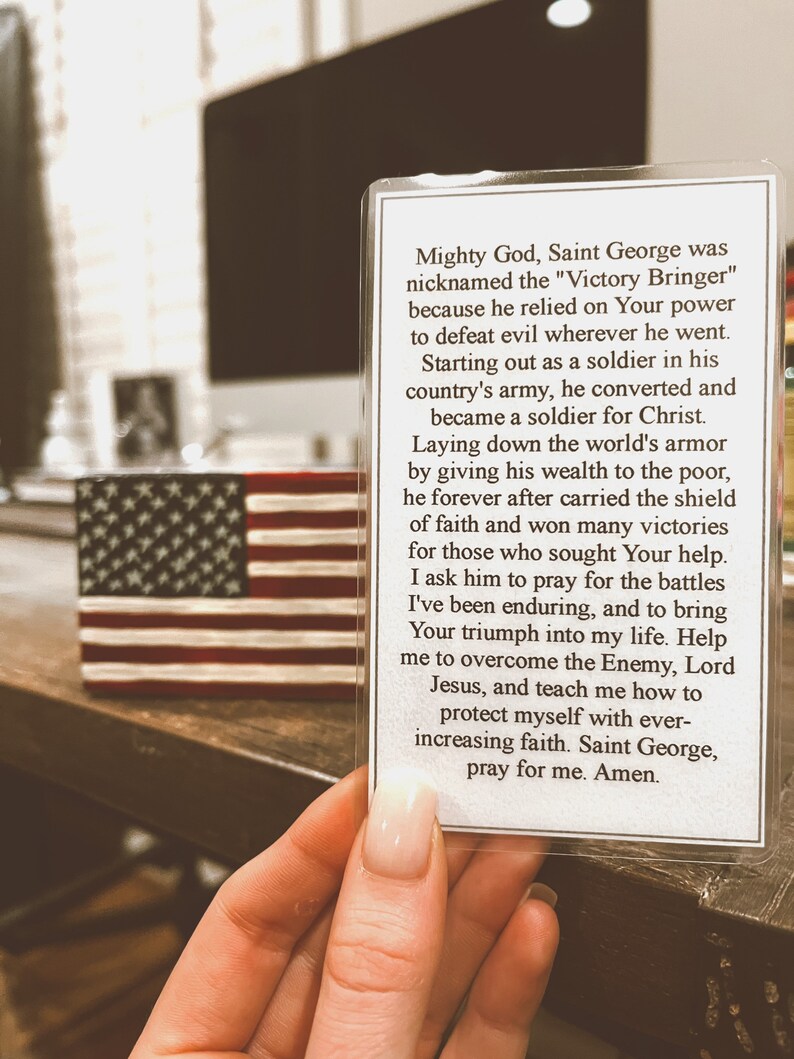 Mighty God, Saint George was
nicknamed the "Victory Bringer"
because he relied on Your power
to defeat evil wherever he went.
Starting out as a soldier in his
country's army, he converted and
became a soldier for Christ.
Laying down the world's armor
by giving his wealth to the poor,
he forever after carried the shield
of faith and won many victories
for those who sought Your help.
I ask him to pray for the battles
I've been enduring, and to bring
Your triumph into my life. Help
me to overcome the Enemy, Lord
Jesus, and teach me how to
protect myself with ever-
increasing faith. Saint George,
pray for me. Amen.